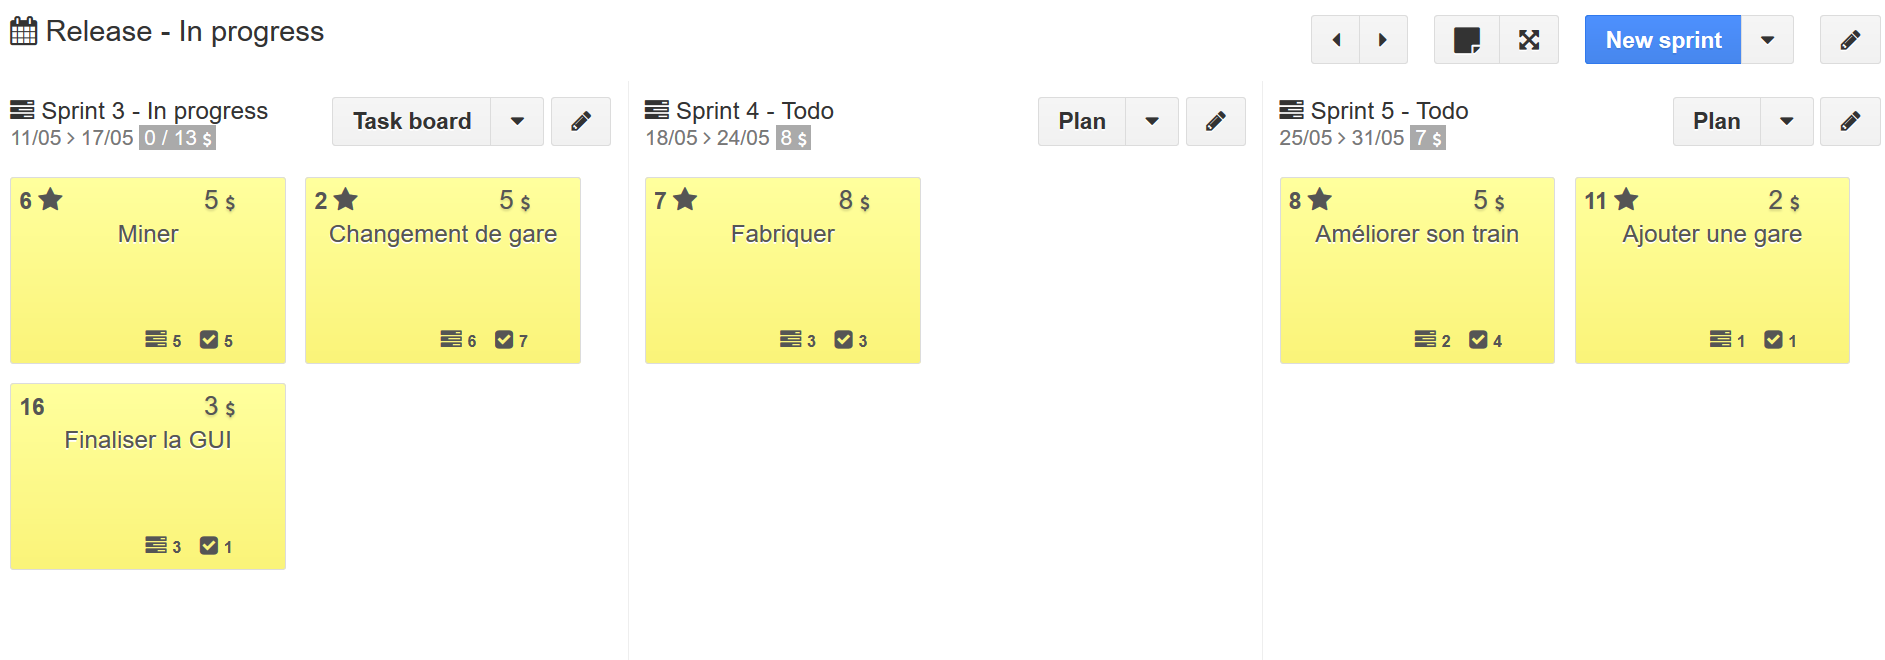 Release - In progress
New sprint
Sprint 3 - In progress
11/05 > 17/05 0 / 13 $
Task board
6 5 $
Miner
5 5
2 5 $
Changement de gare
6 7
16 3 $
Finaliser la GUI
3 1
Sprint 4 - Todo
18/05 > 24/05 8 $
Plan
7 8 $
Fabriquer
3 3
Sprint 5 - Todo
25/05 > 31/05 7 $
Plan
8 5 $
Améliorer son train
2 4
11 2 $
Ajouter une gare
1 1